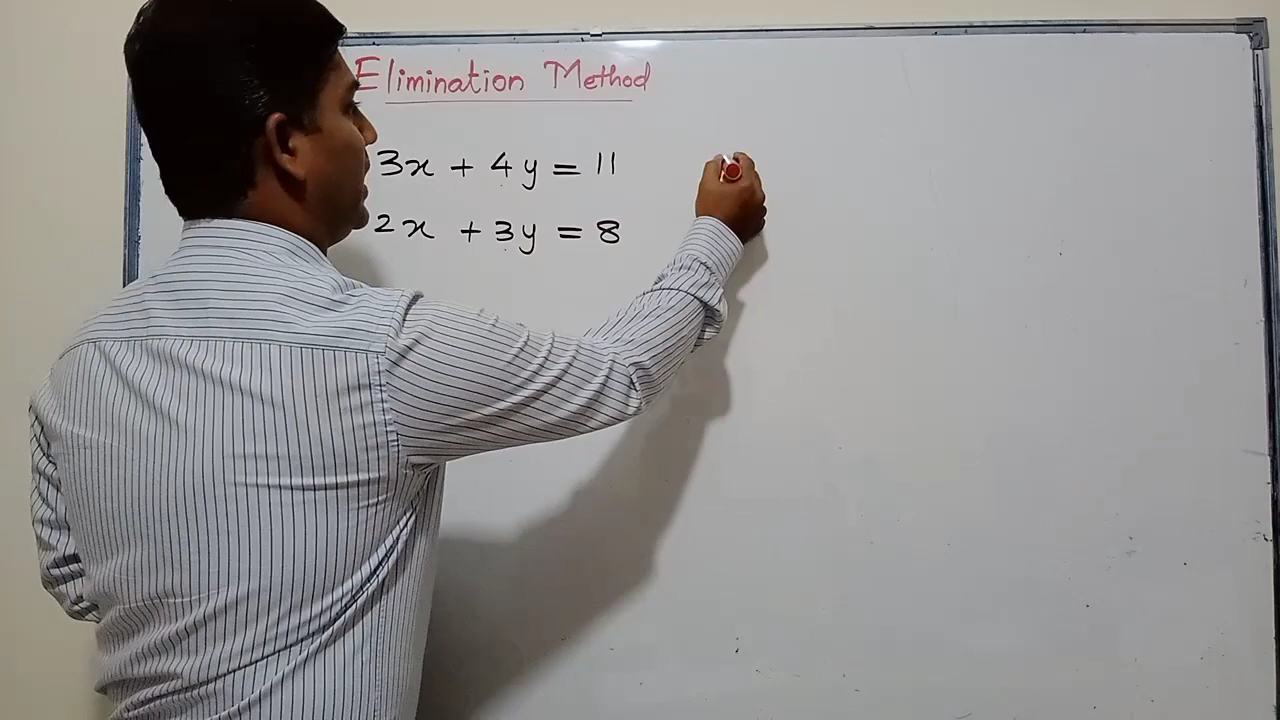 Elimination Method
3x + 4y = 11
2x + 3y = 8